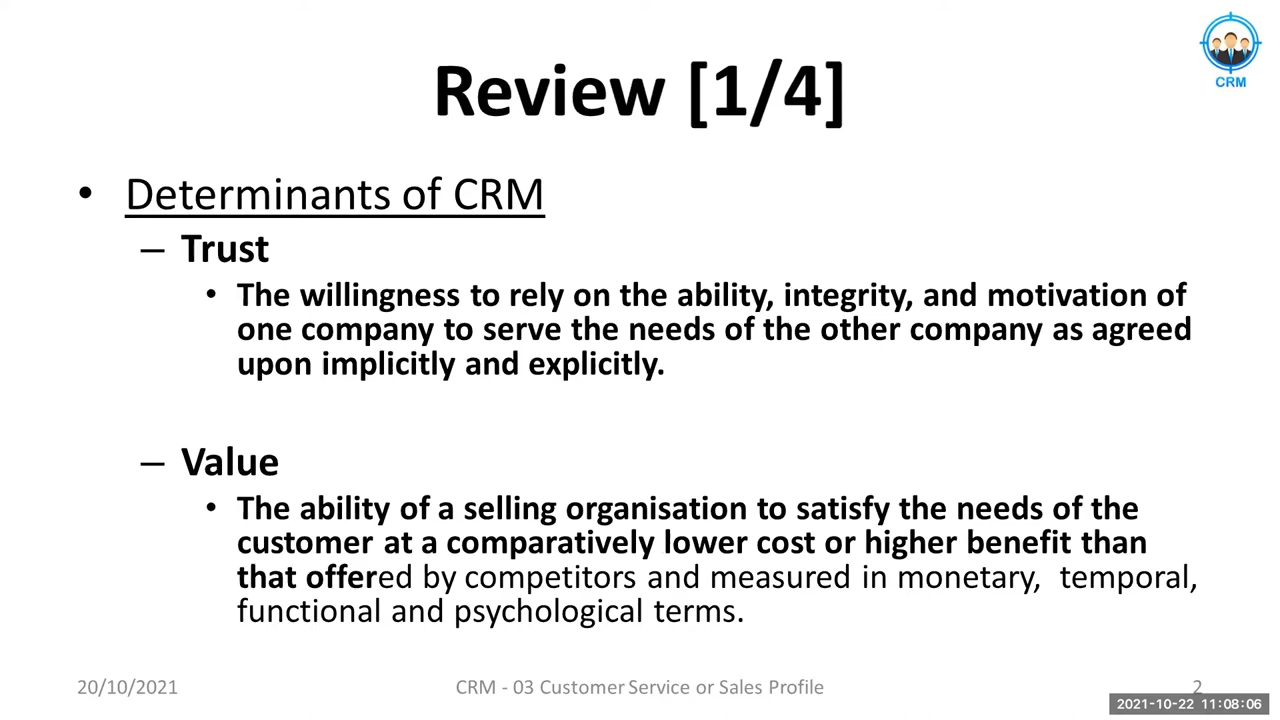 CRM
Review [1/4]
• Determinants of CRM
– Trust
• The willingness to rely on the ability, integrity, and motivation of
one company to serve the needs of the other company as agreed
upon implicitly and explicitly.
– Value
• The ability of a selling organisation to satisfy the needs of the
customer at a comparatively lower cost or higher benefit than
that offered by competitors and measured in monetary,  temporal,
functional and psychological terms.
20/10/2021 CRM - 03 Customer Service or Sales Profile 2
2021-10-22 11:08:06